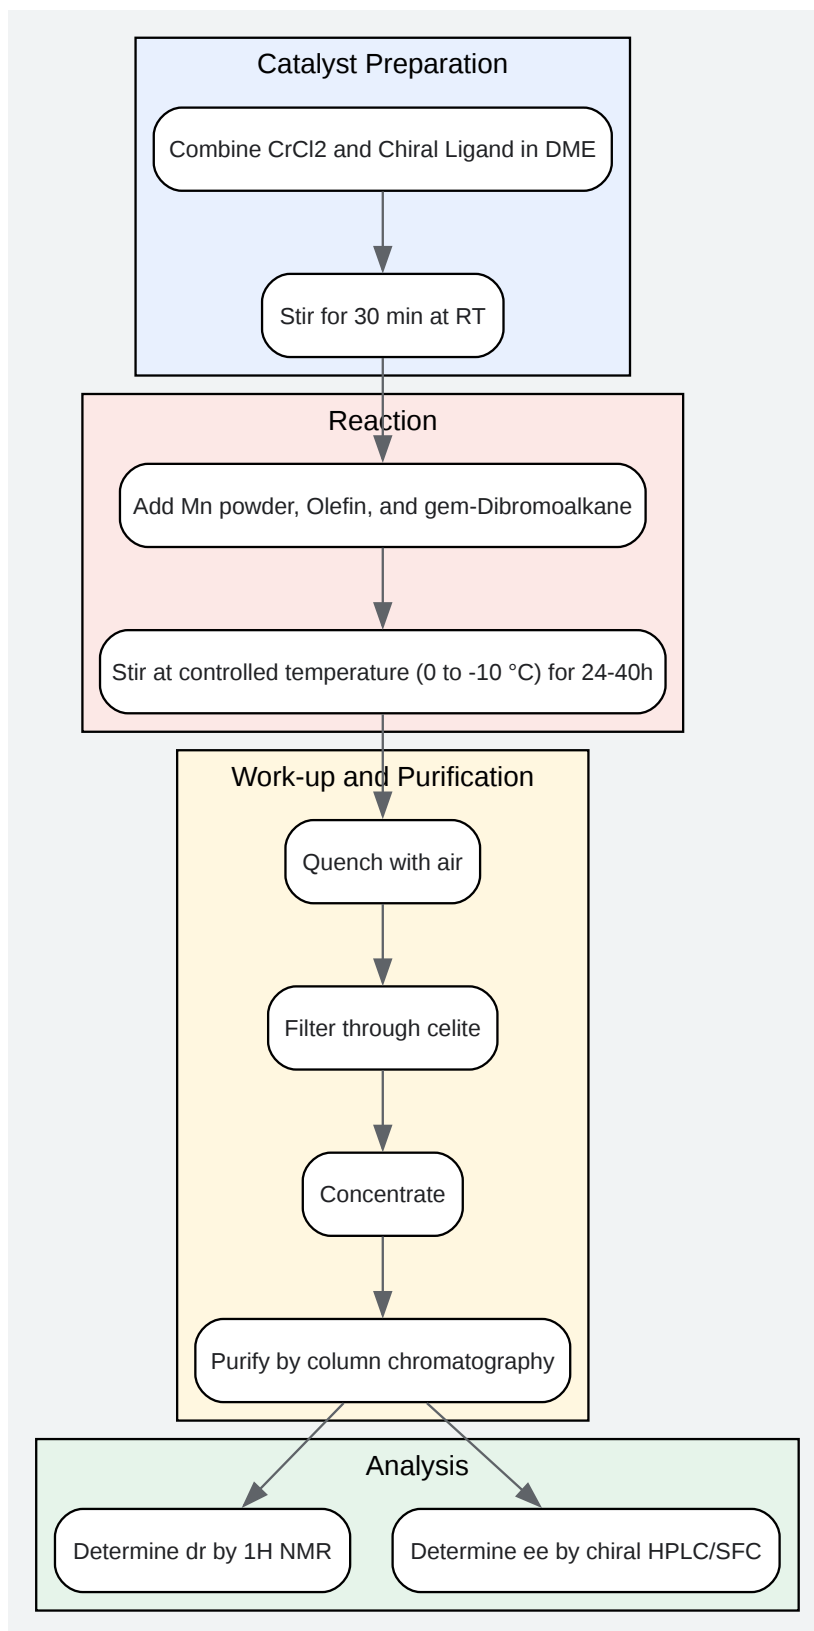 Catalyst Preparation
Combine CrCl2 and Chiral Ligand in DME
Stir for 30 min at RT
Reaction
Add Mn powder, Olefin, and gem-Dibromoalkane
Stir at controlled temperature (0 to -10 °C) for 24-40h
Work-up and Purification
Quench with air
Filter through celite
Concentrate
Purify by column chromatography
Analysis
Determine dr by 1H NMR
Determine ee by chiral HPLC/SFC